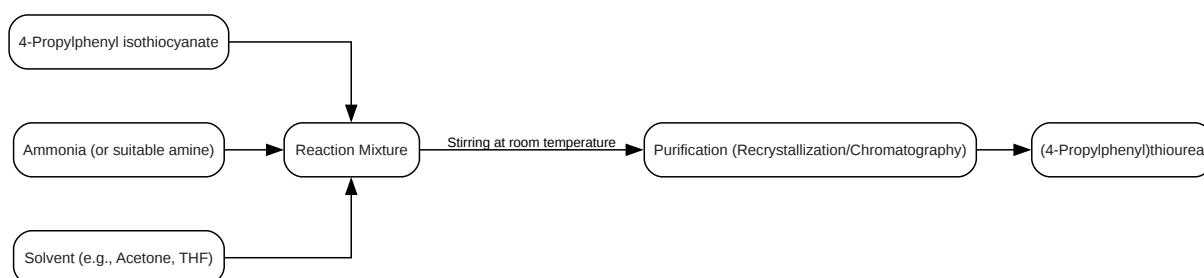 4-Propylphenyl isothiocyanate
Ammonia (or suitable amine)
Reaction Mixture
Stirring at room temperature
Purification (Recrystallization/Chromatography)
(4-Propylphenyl)thiourea
Solvent (e.g., Acetone, THF)